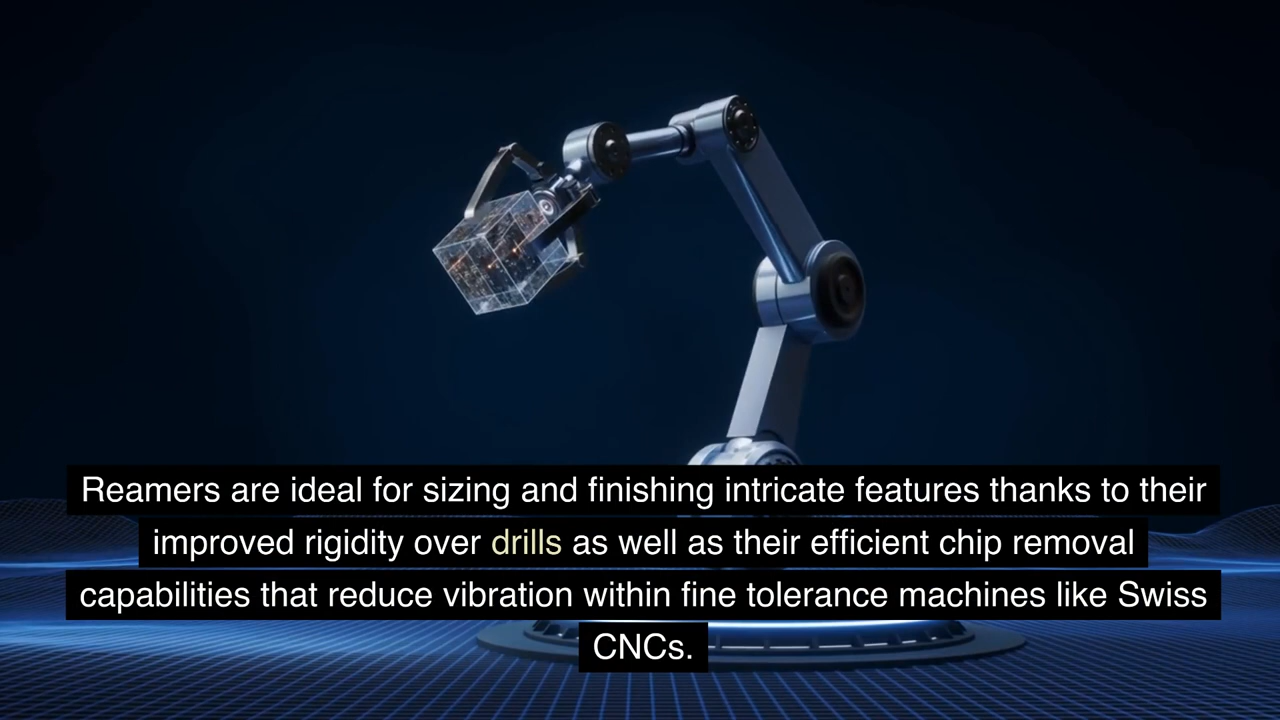 Reamers are ideal for sizing and finishing intricate features thanks to their
improved rigidity over drills as well as their efficient chip removal
capabilities that reduce vibration within fine tolerance machines like Swiss
CNCs.